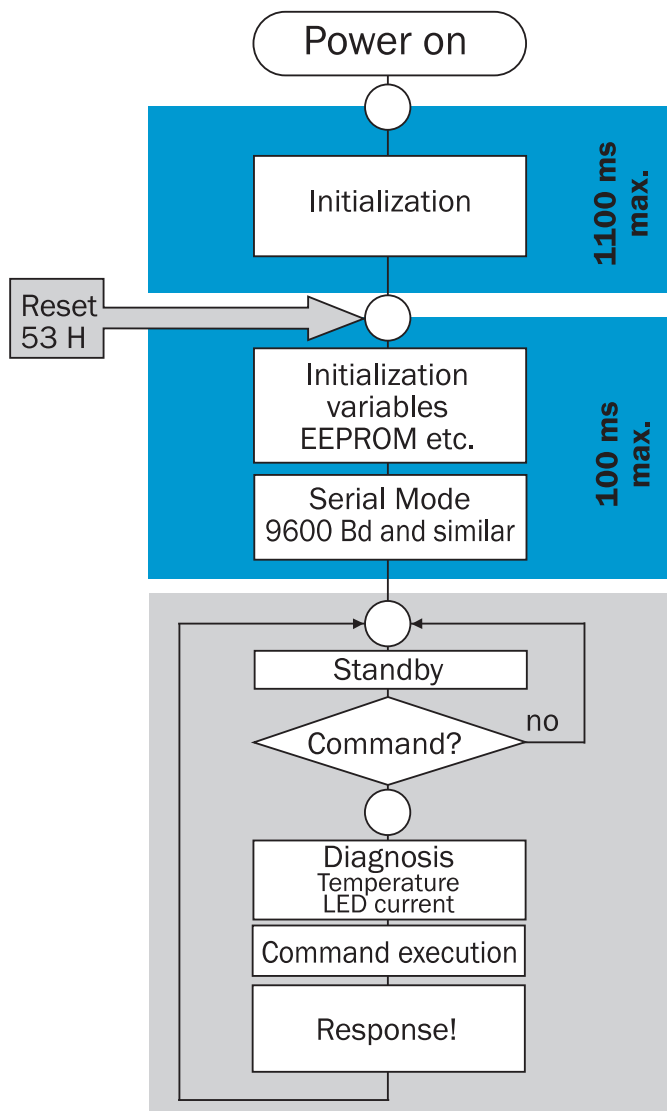 Power on
Initialization
1100 ms
max.
Reset
53 H
Initialization
variables
EEPROM etc.
Serial Mode
9600 Bd and similar
100 ms
max.
Standby
Command?
no
Diagnosis
Temperature
LED current
Command execution
Response!